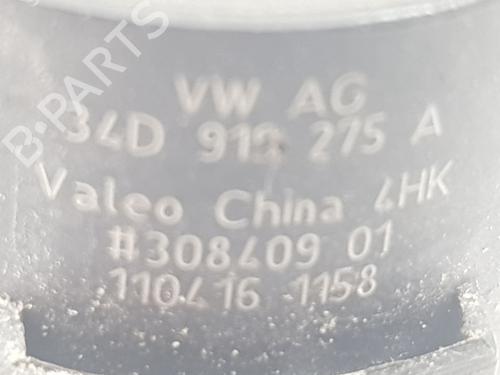 VW AG
34D 919 275 A
Valeo China 4HK
#308409 01
110416 1158
B-PARTS